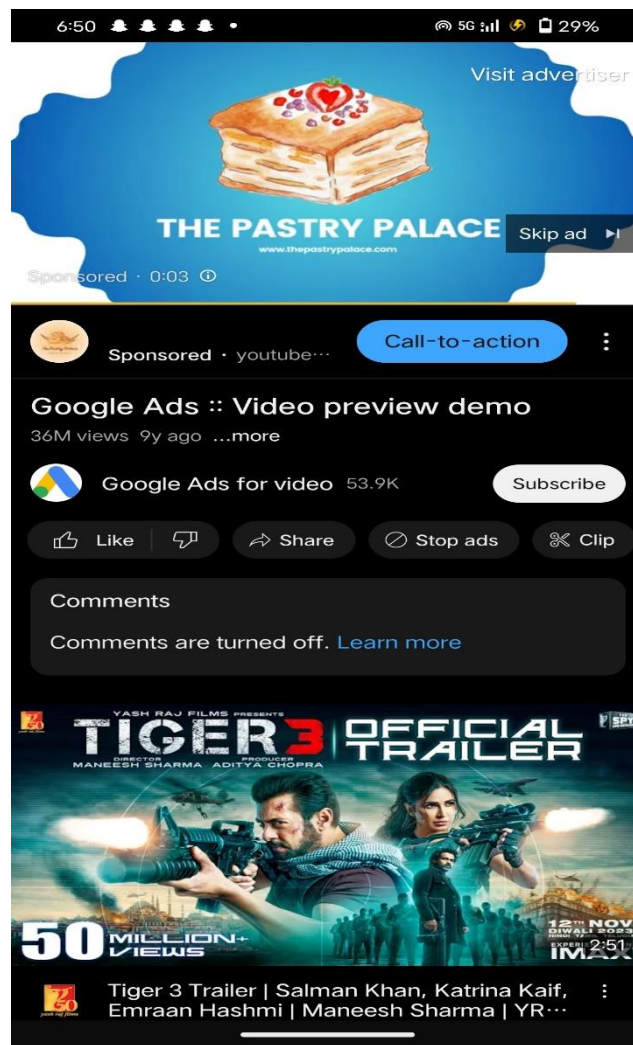 6:50
5G 29%
Visit advertiser
THE PASTRY PALACE
www.thepastrypalace.com
Skip ad
Sponsored · 0:03
Sponsored · youtube...
Call-to-action
Google Ads :: Video preview demo
36M views 9y ago ...more
Google Ads for video 53.9K
Subscribe
Like
Share
Stop ads
Clip
Comments
Comments are turned off. Learn more
YASH RAJ FILMS PRESENTS
TIGER 3
OFFICIAL
TRAILER
DIRECTOR PRODUCER
MANEESH SHARMA ADITYA CHOPRA
50 MILLION+
VIEWS
12TH NOV
DIWALI 2023
IMAX
2:51
Tiger 3 Trailer | Salman Khan, Katrina Kaif,
Emraan Hashmi | Maneesh Sharma | YR...